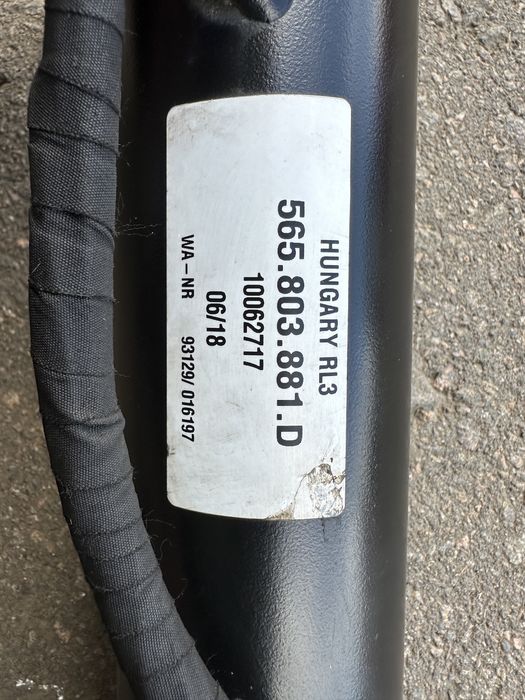 HUNGARY RL3
565.803.881.D
10062717
06/18
WA-NR 93129/ 016197